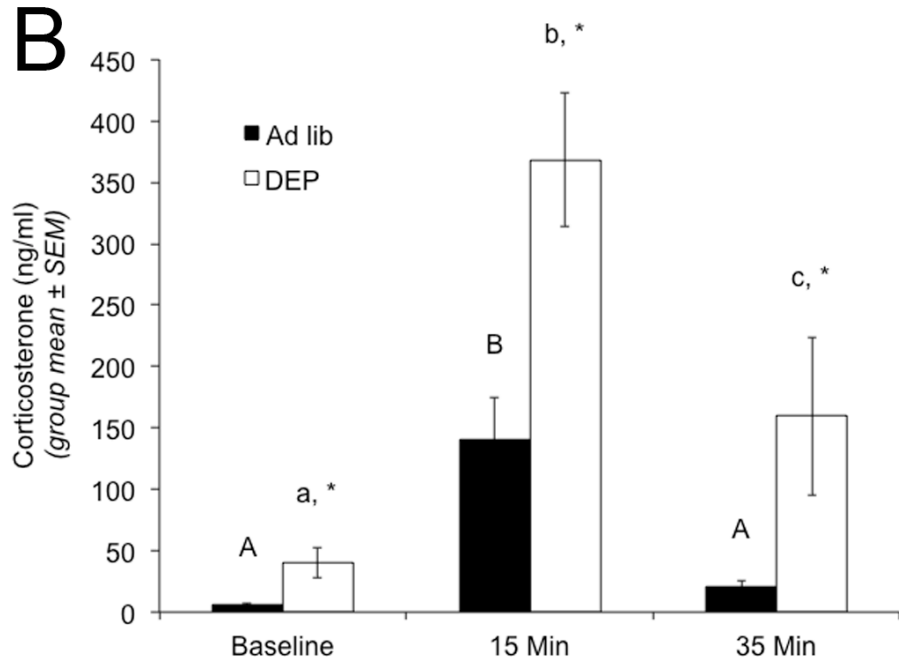 B
Corticosterone (ng/ml)
(group mean ± SEM)
450
400
350
300
250
200
150
100
50
0
Ad lib
DEP
A
a, *
B
b, *
A
c, *
Baseline
15 Min
35 Min